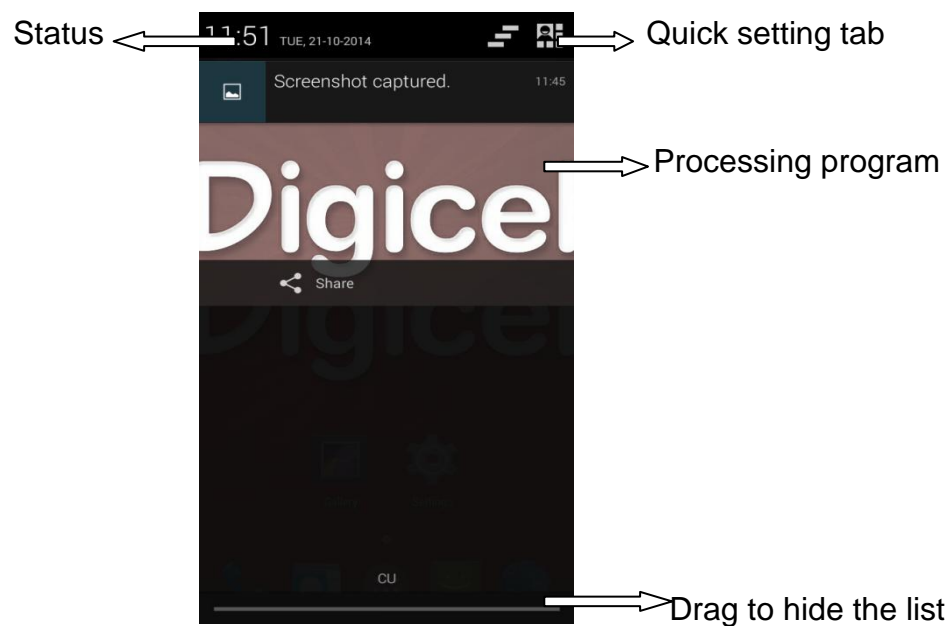 Status
11:51 TUE, 21-10-2014
Quick setting tab
Screenshot captured. 11:45
Processing program
Digicel
Share
Digicel
CU
Drag to hide the list